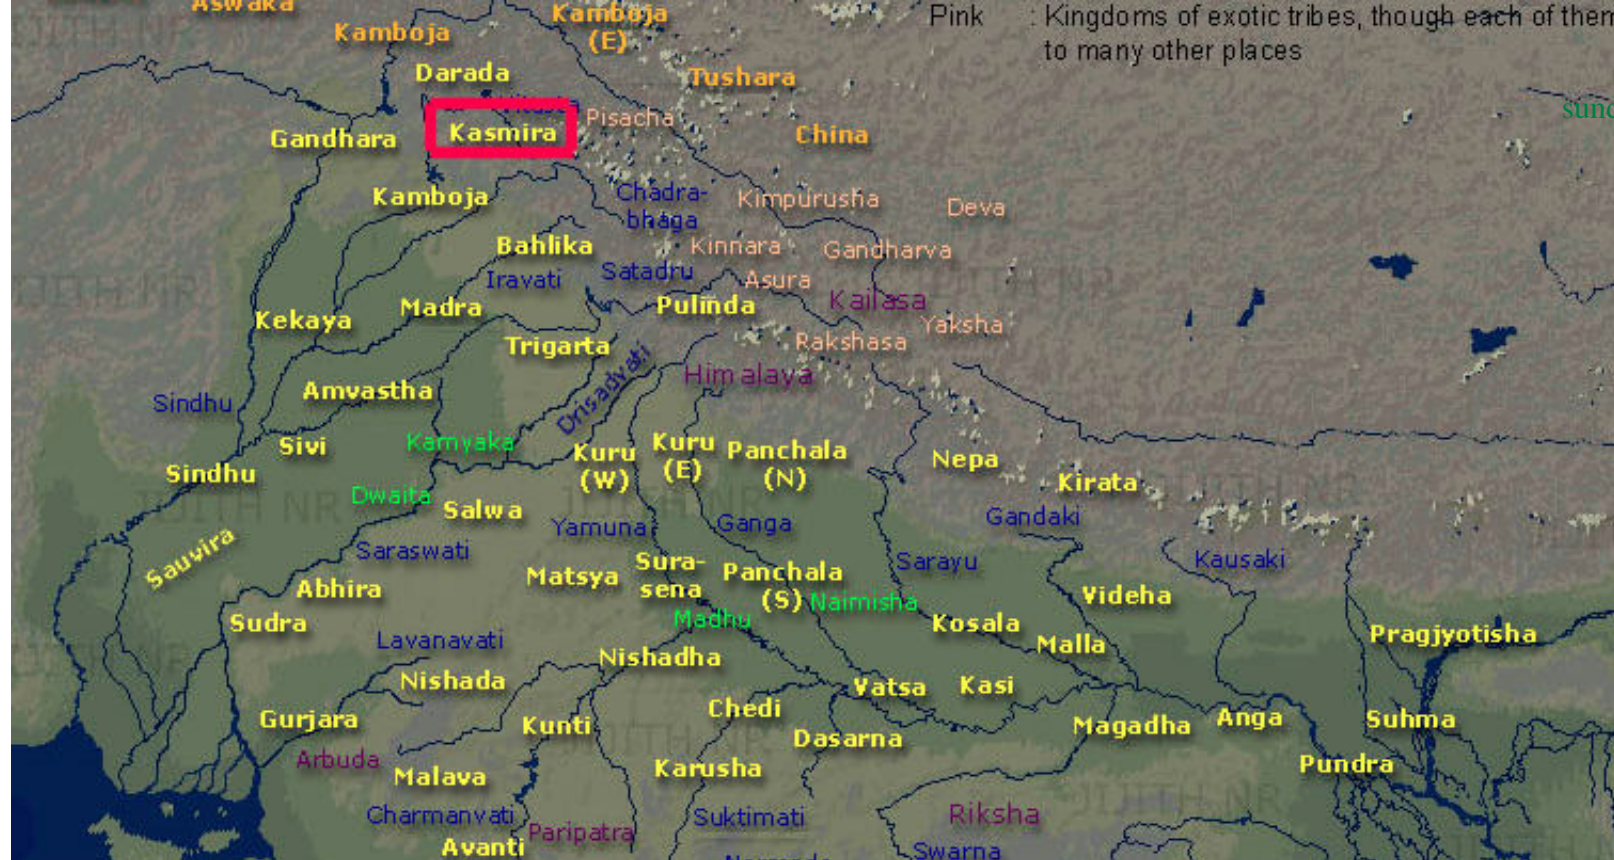 Aswaka
Kamboja
Kamboja
(E)
Pink : Kingdoms of exotic tribes, though each of them
to many other places
Darada
Tushara
Pisacha
Gandhara
Kasmira
China
Kamboja
Chadra-
bhaga
Kimpurusha
Deva
Bahlika
Kinnara
Gandharva
Iravati
Satadru
Asura
Kekaya
Madra
Pulinda
Kailasa
Yaksha
Trigarta
Rakshasa
Himalaya
Sindhu
Amvastha
Drisadvati
Sivi
Kamyaka
Kuru
(W)
Kuru
(E)
Panchala
(N)
Nepa
Sindhu
Kirata
Dwaita
Salwa
JIJITH NR
Yamuna
Ganga
Gandaki
Sauvira
Saraswati
Sarayu
Kausaki
Abhira
Matsya
Sura-
sena
Panchala
(S)
Naimisha
Videha
Sudra
Madhu
Kosala
Malla
Pragjyotisha
Lavanavati
Nishada
Nishadha
Vatsa
Kasi
Gurjara
Kunti
Chedi
Dasarna
Magadha
Anga
Suhma
Arbuda
Malava
Karusha
Pundra
Charmanvati
Paripatra
Suktimati
Riksha
Avanti
Swarna